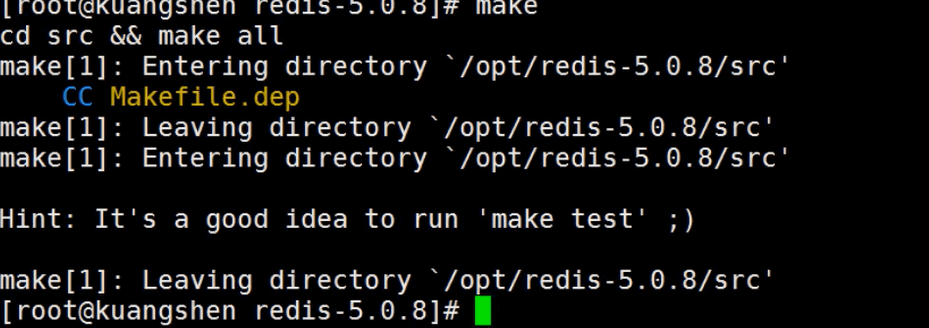 [root@kuangshen redis-5.0.8]# make
cd src && make all
make[1]: Entering directory `/opt/redis-5.0.8/src'
    CC Makefile.dep
make[1]: Leaving directory `/opt/redis-5.0.8/src'
make[1]: Entering directory `/opt/redis-5.0.8/src'

Hint: It's a good idea to run 'make test' ;)

make[1]: Leaving directory `/opt/redis-5.0.8/src'
[root@kuangshen redis-5.0.8]#